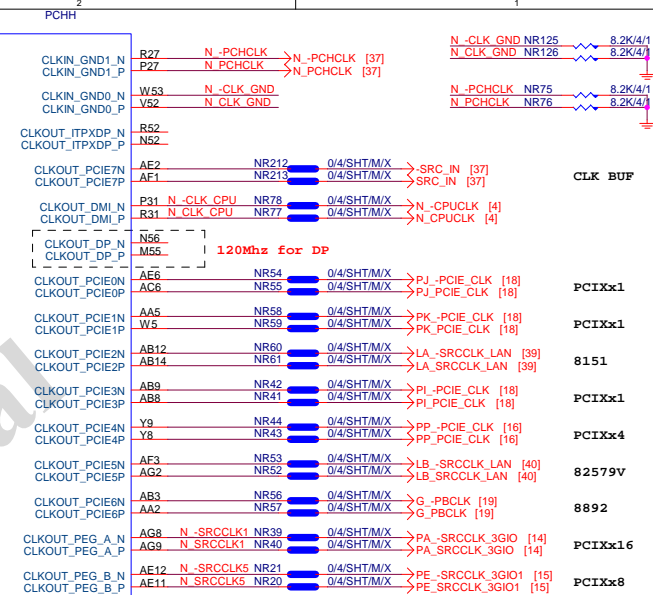 2 1
PCHH
CLKIN_GND1_N R27 N_-PCHCLK N_-PCHCLK [37]
CLKIN_GND1_P P27 N_PCHCLK N_PCHCLK [37]
N_-CLK_GND NR125 8.2K/4/1
N_CLK_GND NR126 8.2K/4/1
CLKIN_GND0_N W53 N_-CLK_GND
CLKIN_GND0_P V52 N_CLK_GND
N_-PCHCLK NR75 8.2K/4/1
N_PCHCLK NR76 8.2K/4/1
CLKOUT_ITPXDP_N R52
CLKOUT_ITPXDP_P N52
CLKOUT_PCIE7N AE2 NR212 0/4/SHT/M/X -SRC_IN [37]
CLKOUT_PCIE7P AF1 NR213 0/4/SHT/M/X SRC_IN [37]
CLK BUF
CLKOUT_DMI_N P31 N_-CLK_CPU NR78 0/4/SHT/M/X N_-CPUCLK [4]
CLKOUT_DMI_P R31 N_CLK_CPU NR77 0/4/SHT/M/X N_CPUCLK [4]
CLKOUT_DP_N N56
CLKOUT_DP_P M55
120Mhz for DP
CLKOUT_PCIE0N AE6 NR54 0/4/SHT/M/X PJ_-PCIE_CLK [18]
CLKOUT_PCIE0P AC6 NR55 0/4/SHT/M/X PJ_PCIE_CLK [18]
PCIXx1
CLKOUT_PCIE1N AA5 NR58 0/4/SHT/M/X PK_-PCIE_CLK [18]
CLKOUT_PCIE1P W5 NR59 0/4/SHT/M/X PK_PCIE_CLK [18]
PCIXx1
CLKOUT_PCIE2N AB12 NR60 0/4/SHT/M/X LA_-SRCCLK_LAN [39]
CLKOUT_PCIE2P AB14 NR61 0/4/SHT/M/X LA_SRCCLK_LAN [39]
8151
CLKOUT_PCIE3N AB9 NR42 0/4/SHT/M/X PI_-PCIE_CLK [18]
CLKOUT_PCIE3P AB8 NR41 0/4/SHT/M/X PI_PCIE_CLK [18]
PCIXx1
CLKOUT_PCIE4N Y9 NR44 0/4/SHT/M/X PP_-PCIE_CLK [16]
CLKOUT_PCIE4P Y8 NR43 0/4/SHT/M/X PP_PCIE_CLK [16]
PCIXx4
CLKOUT_PCIE5N AF3 NR53 0/4/SHT/M/X LB_-SRCCLK_LAN [40]
CLKOUT_PCIE5P AG2 NR52 0/4/SHT/M/X LB_SRCCLK_LAN [40]
82579V
CLKOUT_PCIE6N AB3 NR56 0/4/SHT/M/X G_-PBCLK [19]
CLKOUT_PCIE6P AA2 NR57 0/4/SHT/M/X G_PBCLK [19]
8892
CLKOUT_PEG_A_N AG8 N_-SRCCLK1 NR39 0/4/SHT/M/X PA_-SRCCLK_3GIO [14]
CLKOUT_PEG_A_P AG9 N_SRCCLK1 NR40 0/4/SHT/M/X PA_SRCCLK_3GIO [14]
PCIXx16
CLKOUT_PEG_B_N AE12 N_-SRCCLK5 NR21 0/4/SHT/M/X PE_-SRCCLK_3GIO1 [15]
CLKOUT_PEG_B_P AE11 N_SRCCLK5 NR20 0/4/SHT/M/X PE_SRCCLK_3GIO1 [15]
PCIXx8